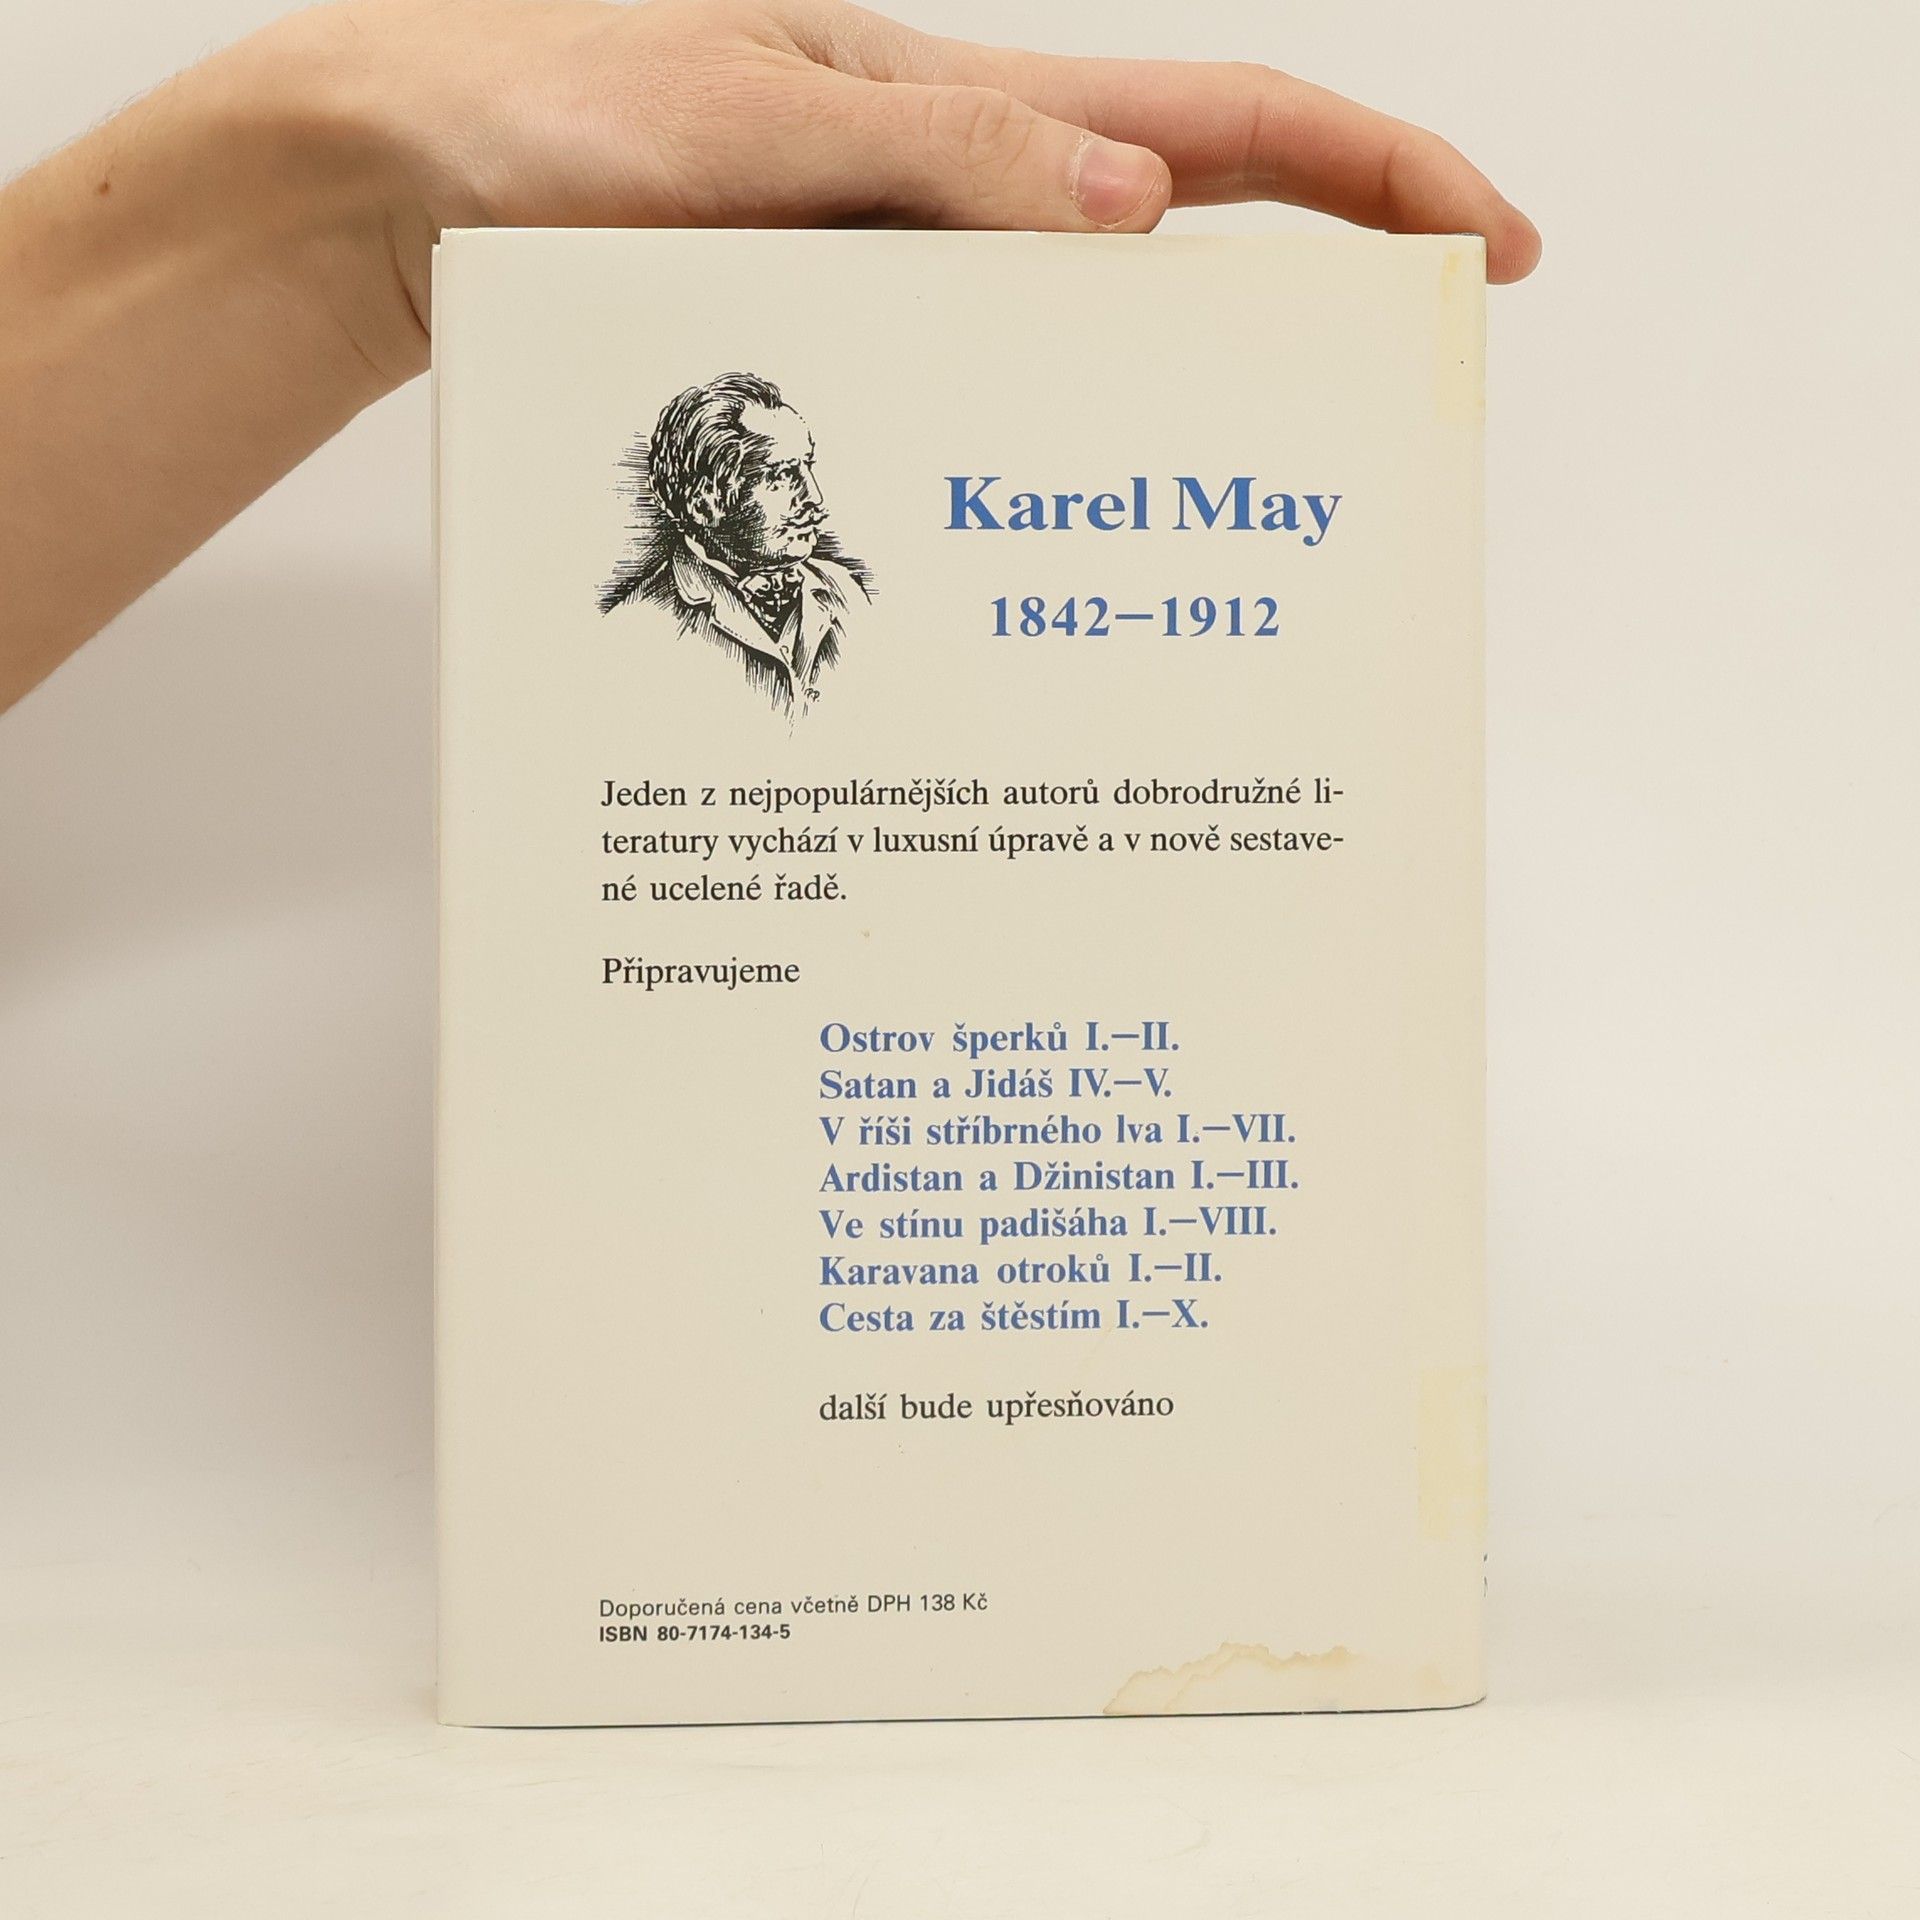 Karel May
1842–1912
Jeden z nejpopulárnějších autorů dobrodružné li-
teratury vychází v luxusní úpravě a v nově sestave-
né ucelené řadě.
Připravujeme
Ostrov šperků I.–II.
Satan a Jidáš IV.–V.
V říši stříbrného lva I.–VII.
Ardistan a Džinistan I.–III.
Ve stínu padišáha I.–VIII.
Karavana otroků I.–II.
Cesta za štěstím I.–X.
další bude upřesňováno
Doporučená cena včetně DPH 138 Kč
ISBN 80-7174-134-5